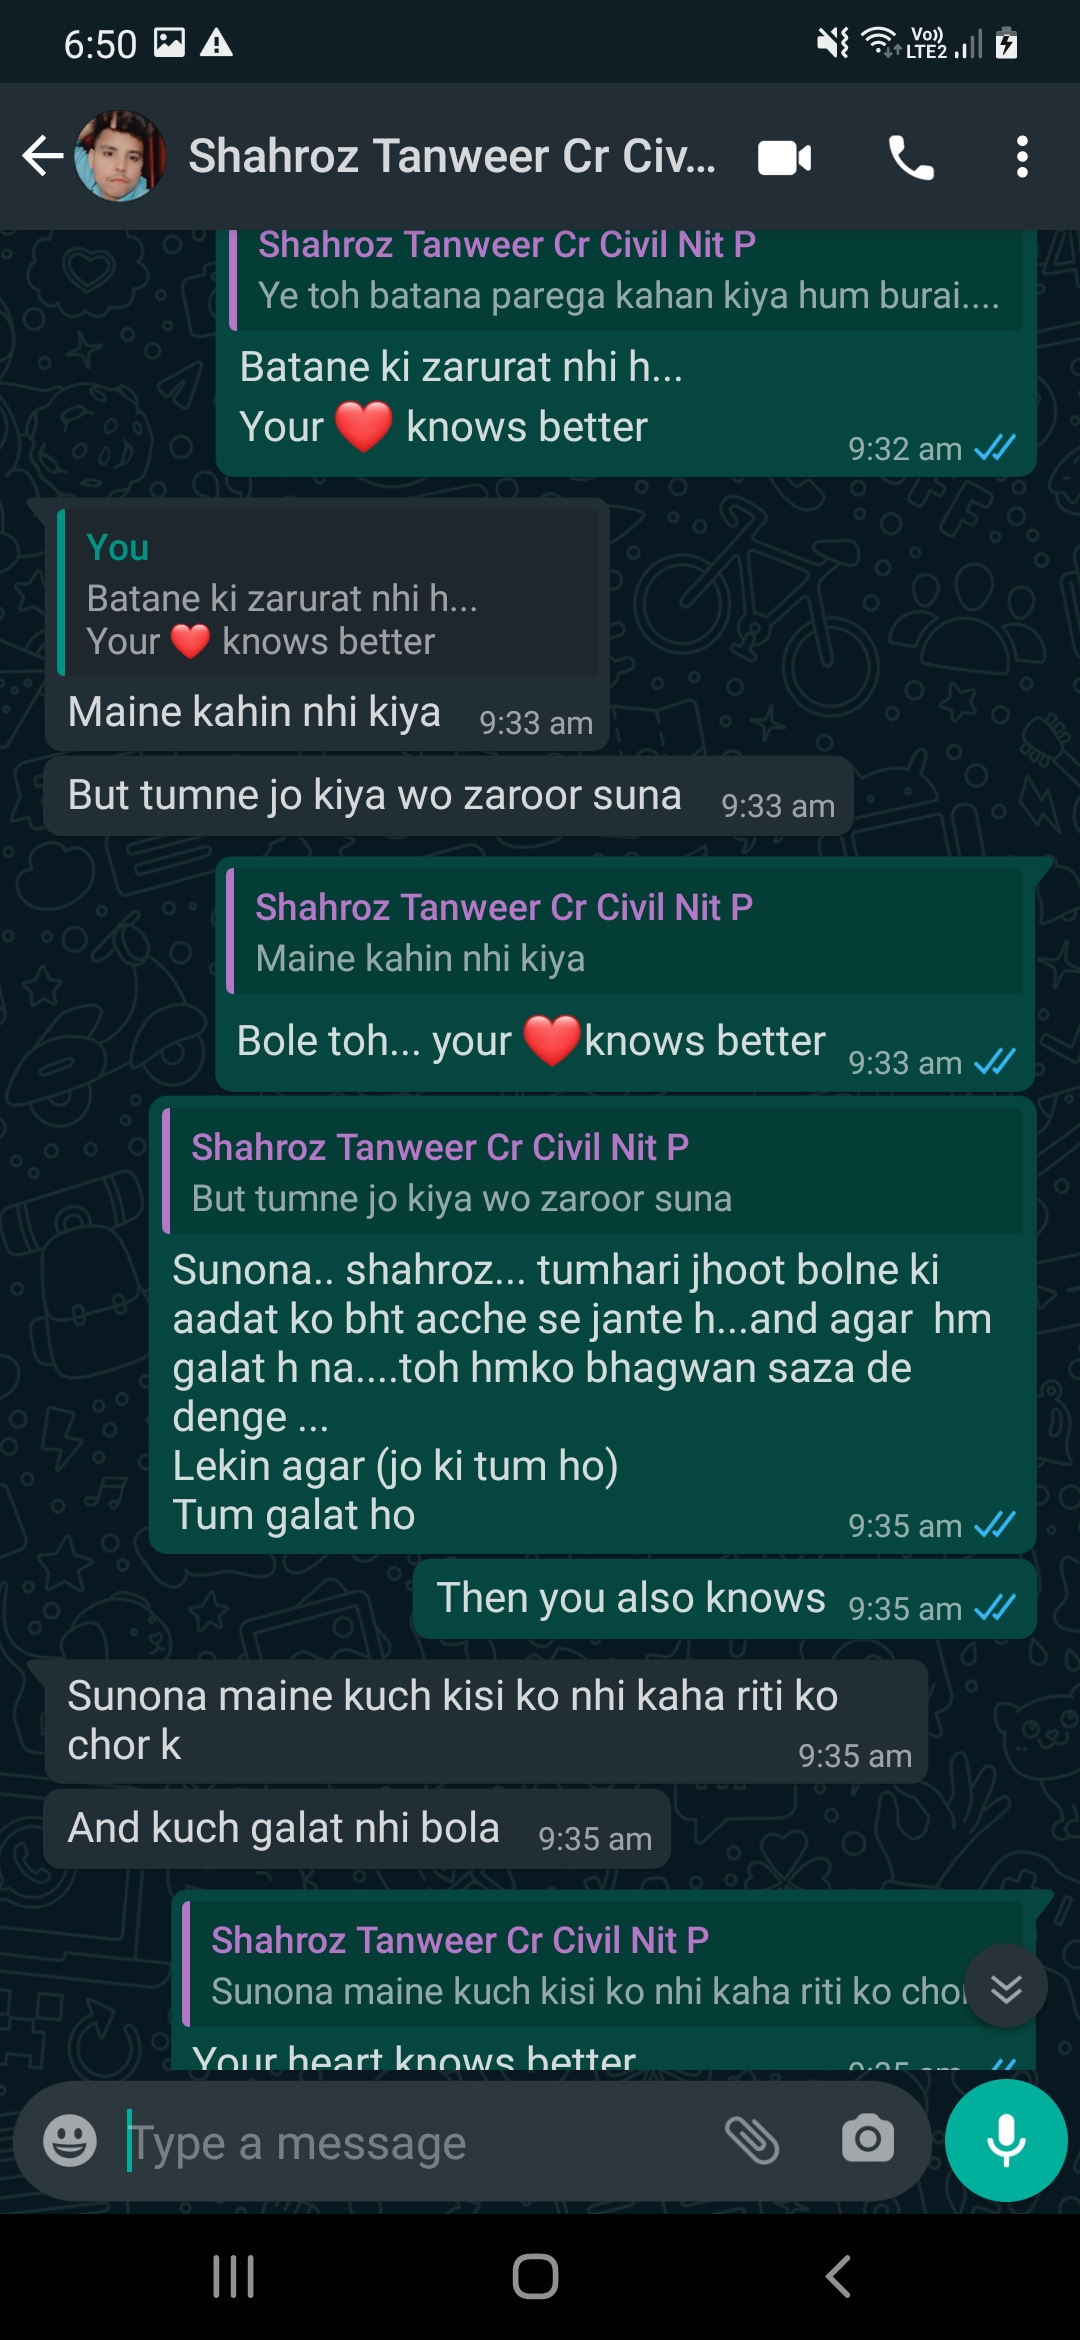 6:50
Vo))
LTE2
Shahroz Tanweer Cr Civ...
Shahroz Tanweer Cr Civil Nit P
Ye toh batana parega kahan kiya hum burai....
Batane ki zarurat nhi h...
Your ❤️ knows better
9:32 am
You
Batane ki zarurat nhi h...
Your ❤️ knows better
Maine kahin nhi kiya 9:33 am
But tumne jo kiya wo zaroor suna 9:33 am
Shahroz Tanweer Cr Civil Nit P
Maine kahin nhi kiya
Bole toh... your ❤️knows better 9:33 am
Shahroz Tanweer Cr Civil Nit P
But tumne jo kiya wo zaroor suna
Sunona.. shahroz... tumhari jhoot bolne ki
aadat ko bht acche se jante h...and agar  hm
galat h na....toh hmko bhagwan saza de
denge ...
Lekin agar (jo ki tum ho)
Tum galat ho
9:35 am
Then you also knows 9:35 am
Sunona maine kuch kisi ko nhi kaha riti ko
chor k
9:35 am
And kuch galat nhi bola 9:35 am
Shahroz Tanweer Cr Civil Nit P
Sunona maine kuch kisi ko nhi kaha riti ko chor
Your heart knows better 9:35 am
Type a message